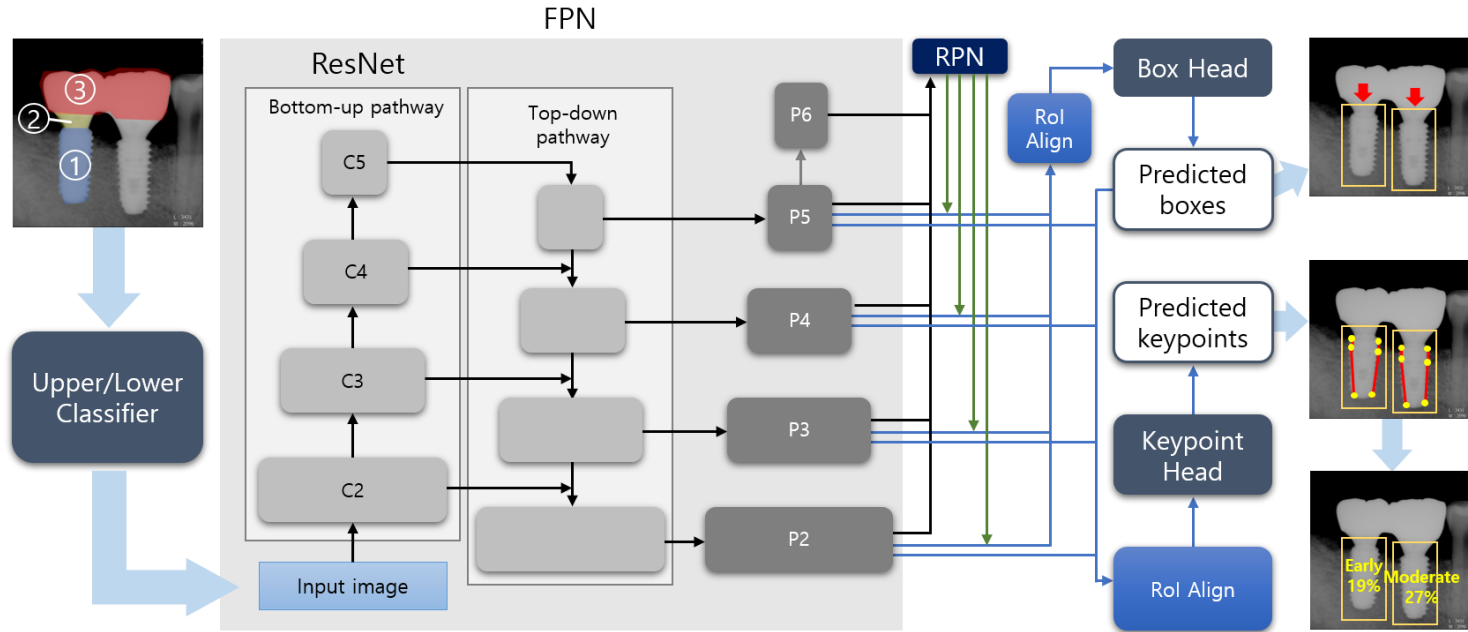 FPN
③
②
①
L : 3431
W : 2096
Upper/Lower
Classifier
ResNet
Bottom-up pathway
C5
C4
C3
C2
Input image
Top-down
pathway
P6
P5
P4
P3
P2
RPN
RoI
Align
Box Head
Predicted
boxes
Predicted
keypoints
Keypoint
Head
RoI Align
Early
19%
Moderate
27%